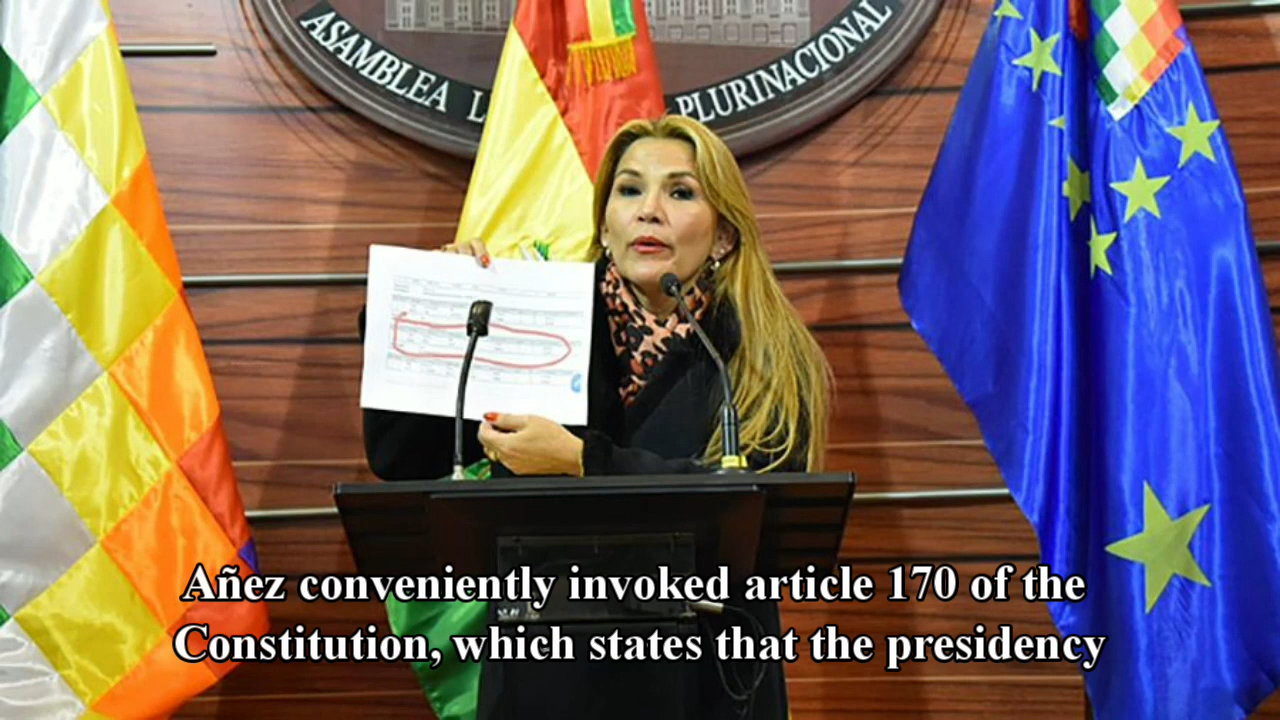 ASAMBLEA L
PLURINACIONAL
Añez conveniently invoked article 170 of the
Constitution, which states that the presidency